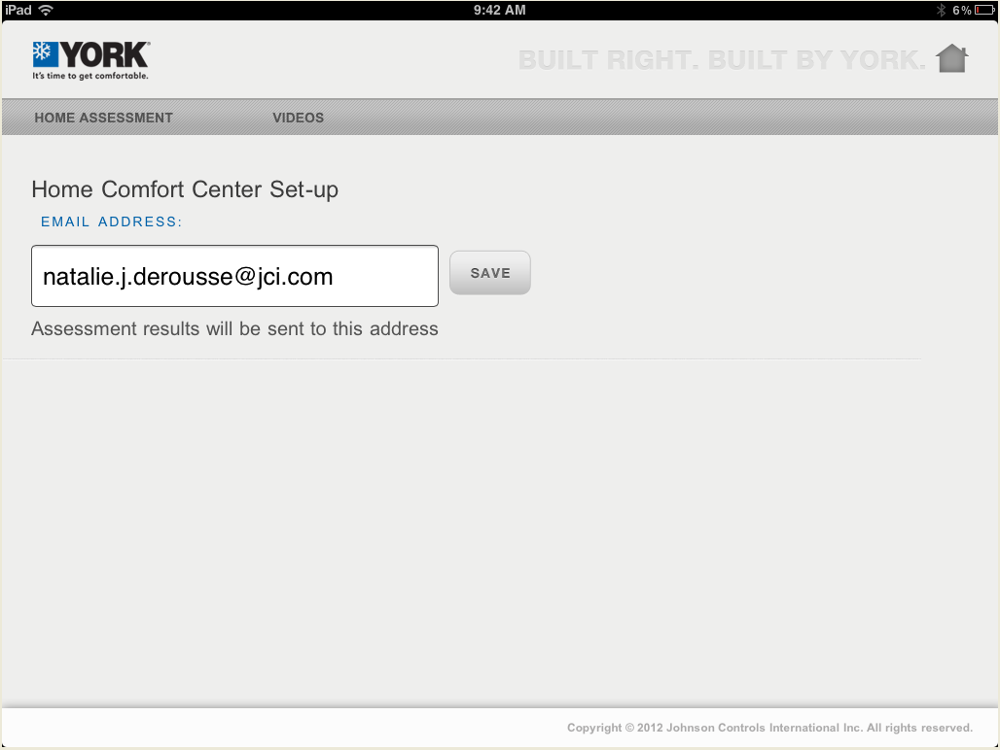 iPad 9:42 AM 6%
YORK®
It's time to get comfortable.
BUILT RIGHT. BUILT BY YORK.
HOME ASSESSMENT VIDEOS
Home Comfort Center Set-up
EMAIL ADDRESS:
natalie.j.derousse@jci.com SAVE
Assessment results will be sent to this address
Copyright © 2012 Johnson Controls International Inc. All rights reserved.